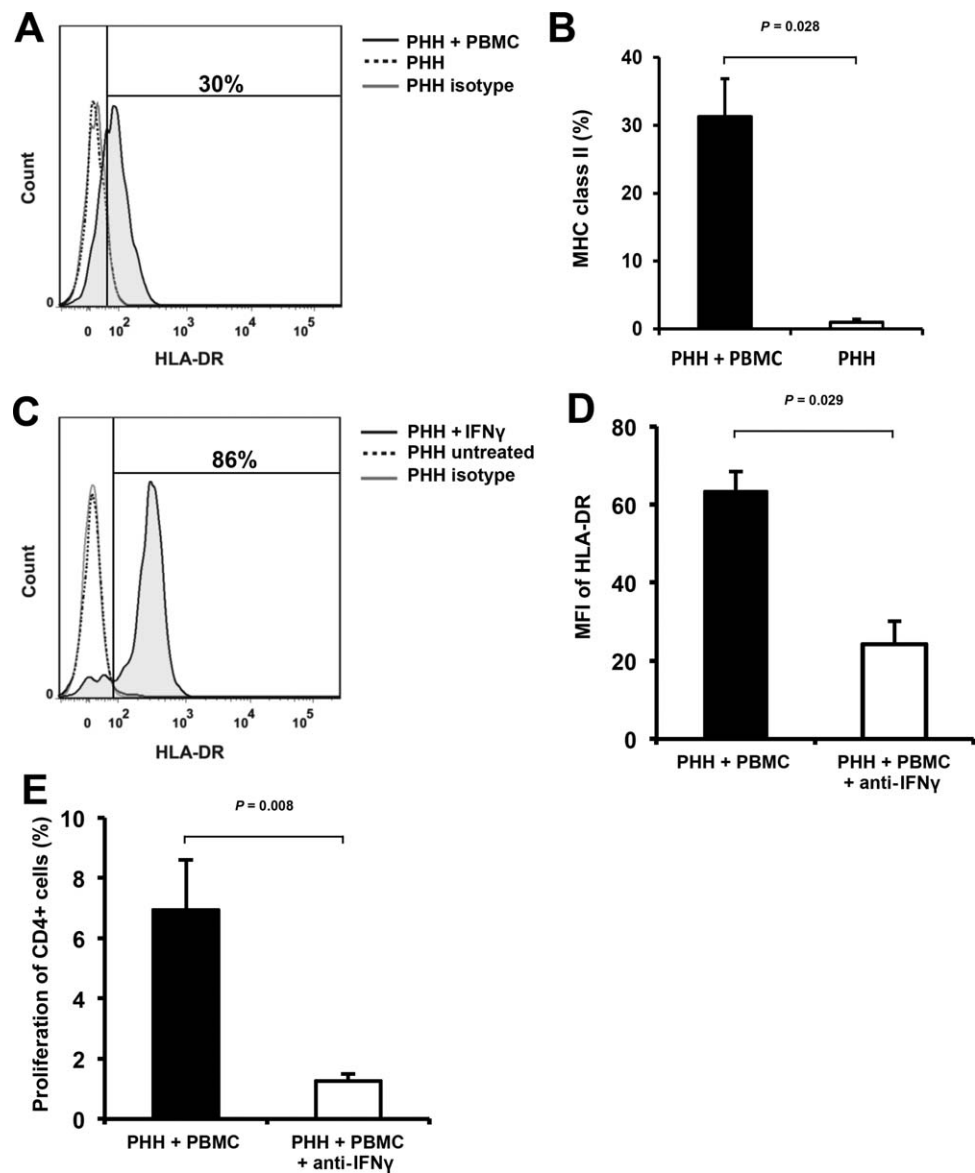 A
PHH + PBMC
PHH
PHH isotype
30%
Count
0
0 10² 10³ 10⁴ 10⁵
HLA-DR
B
P = 0.028
MHC class II (%)
40
30
20
10
0
PHH + PBMC PHH
C
PHH + IFNγ
PHH untreated
PHH isotype
86%
Count
0
0 10² 10³ 10⁴ 10⁵
HLA-DR
D
P = 0.029
MFI of HLA-DR
80
60
40
20
0
PHH + PBMC PHH + PBMC
+ anti-IFNγ
E
P = 0.008
Proliferation of CD4+ cells (%)
10
8
6
4
2
0
PHH + PBMC PHH + PBMC
+ anti-IFNγ